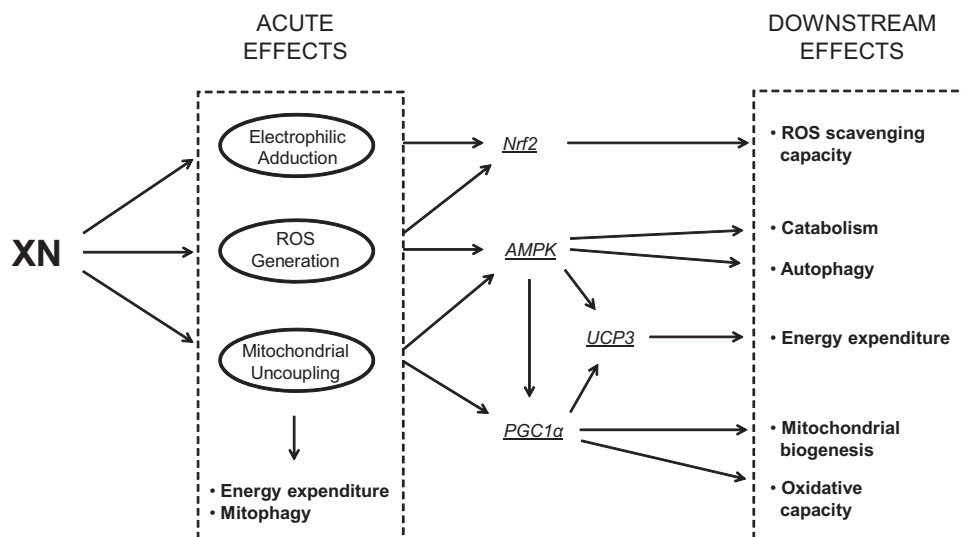 ACUTE
EFFECTS
DOWNSTREAM
EFFECTS
XN
Electrophilic
Adduction
ROS
Generation
Mitochondrial
Uncoupling
• Energy expenditure
• Mitophagy
Nrf2
AMPK
UCP3
PGC1α
• ROS scavenging
capacity
• Catabolism
• Autophagy
• Energy expenditure
• Mitochondrial
biogenesis
• Oxidative
capacity